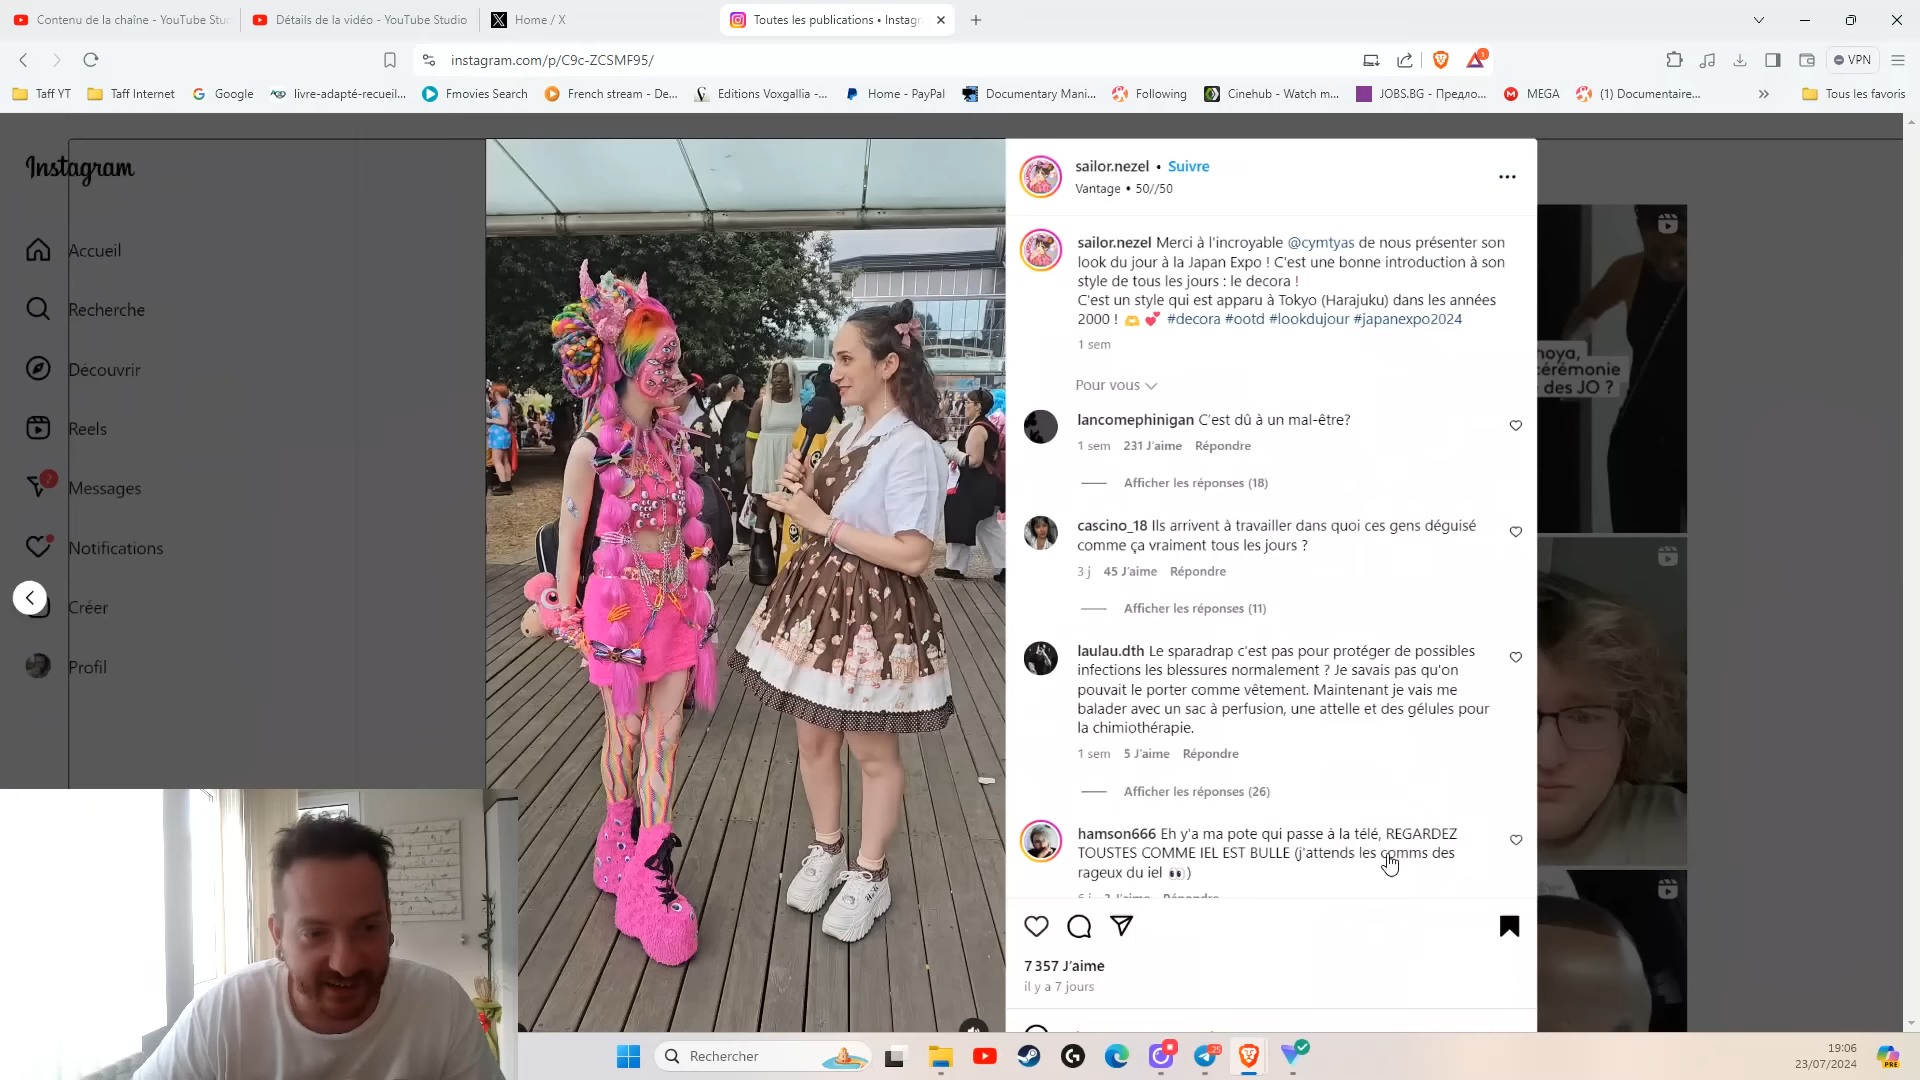 Contenu de la chaîne - YouTube Stu
Détails de la vidéo - YouTube Studio
Home / X
Toutes les publications • Instag
instagram.com/p/C9c-ZCSMF95/
1
VPN
Taff YT
Taff Internet
Google
livre-adapté-recueil...
Fmovies Search
French stream - De...
Editions Voxgallia -...
Home - PayPal
Documentary Mani...
Following
Cinehub - Watch m...
JOBS.BG - Предло...
MEGA
(1) Documentaire...
Tous les favoris
Instagram
Accueil
Recherche
Découvrir
Reels
2
Messages
Notifications
Créer
Profil
sailor.nezel • Suivre
Vantage • 50//50
sailor.nezel Merci à l'incroyable @cymtyas de nous présenter son
look du jour à la Japan Expo ! C'est une bonne introduction à son
style de tous les jours : le decora !
C'est un style qui est apparu à Tokyo (Harajuku) dans les années
2000 ! 🫶 💕 #decora #ootd #lookdujour #japanexpo2024
1 sem
Pour vous
lancomephinigan C'est dû à un mal-être?
1 sem 231 J'aime Répondre
Afficher les réponses (18)
cascino_18 Ils arrivent à travailler dans quoi ces gens déguisé
comme ça vraiment tous les jours ?
3 j 45 J'aime Répondre
Afficher les réponses (11)
laulau.dth Le sparadrap c'est pas pour protéger de possibles
infections les blessures normalement ? Je savais pas qu'on
pouvait le porter comme vêtement. Maintenant je vais me
balader avec un sac à perfusion, une attelle et des gélules pour
la chimiothérapie.
1 sem 5 J'aime Répondre
Afficher les réponses (26)
hamson666 Eh y'a ma pote qui passe à la télé, REGARDEZ
TOUSTES COMME IEL EST BULLE (j'attends les comms des
rageux du iel 👀)
6 j 3 J'aime Répondre
7 357 J'aime
il y a 7 jours
noya,
cérémonie
des JO ?
Rechercher
19:06
23/07/2024
PRE